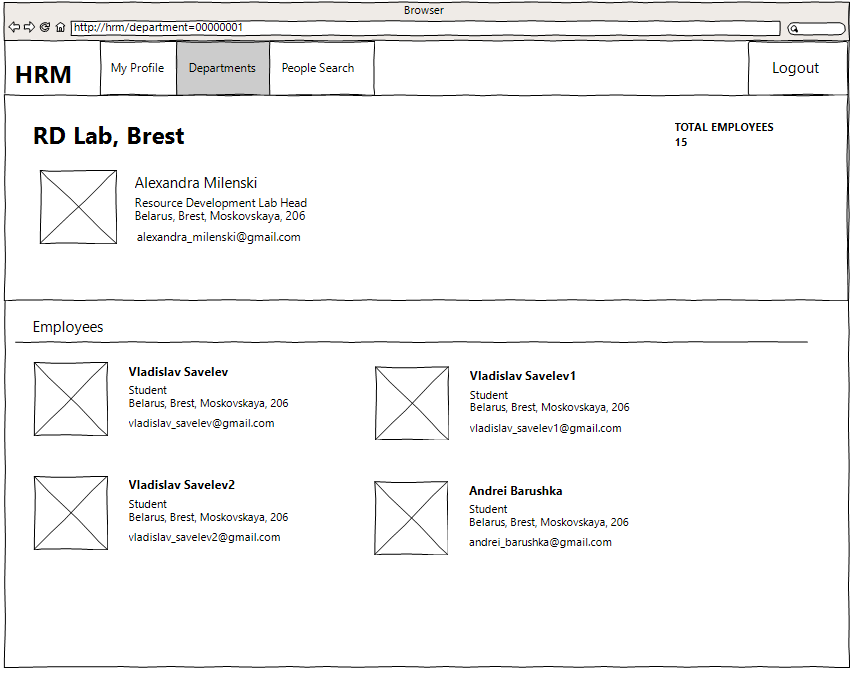 Browser
http://hrm/department=00000001
HRM
My Profile
Departments
People Search
Logout
RD Lab, Brest
TOTAL EMPLOYEES
15
Alexandra Milenski
Resource Development Lab Head
Belarus, Brest, Moskovskaya, 206
alexandra_milenski@gmail.com
Employees
Vladislav Savelev
Student
Belarus, Brest, Moskovskaya, 206
vladislav_savelev@gmail.com
Vladislav Savelev1
Student
Belarus, Brest, Moskovskaya, 206
vladislav_savelev1@gmail.com
Vladislav Savelev2
Student
Belarus, Brest, Moskovskaya, 206
vladislav_savelev2@gmail.com
Andrei Barushka
Student
Belarus, Brest, Moskovskaya, 206
andrei_barushka@gmail.com